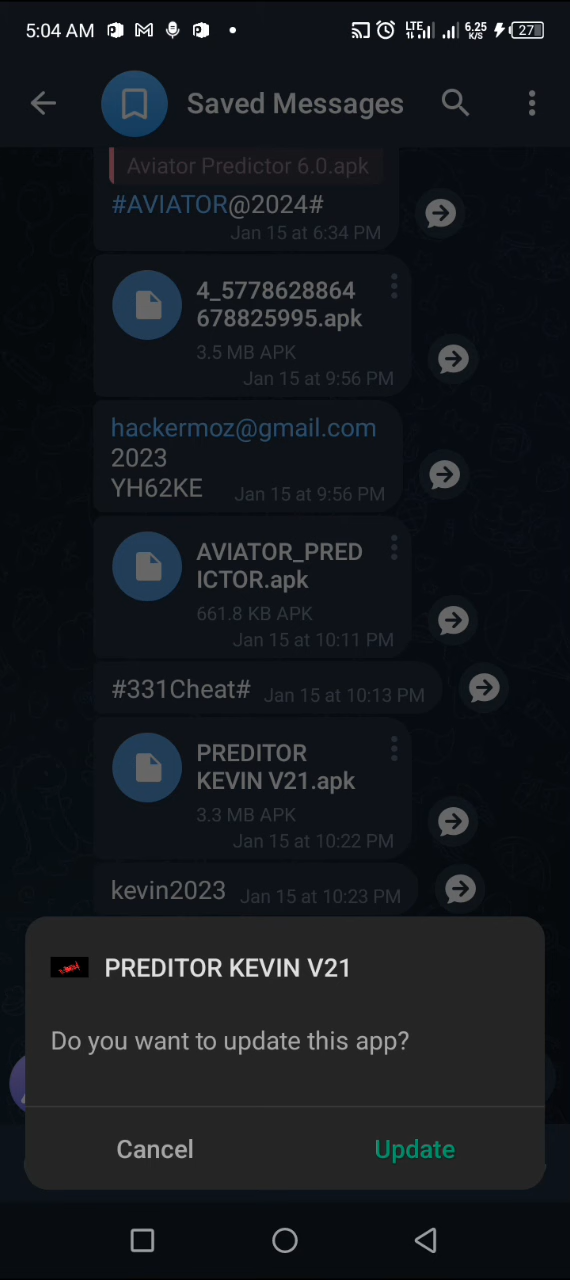 5:04 AM
LTE
6.25
K/S
27
Saved Messages
Aviator Predictor 6.0.apk
#AVIATOR@2024#
Jan 15 at 6:34 PM
4_5778628864
678825995.apk
3.5 MB APK
Jan 15 at 9:56 PM
hackermoz@gmail.com
2023
YH62KE
Jan 15 at 9:56 PM
AVIATOR_PRED
ICTOR.apk
661.8 KB APK
Jan 15 at 10:11 PM
#331Cheat#
Jan 15 at 10:13 PM
PREDITOR
KEVIN V21.apk
3.3 MB APK
Jan 15 at 10:22 PM
kevin2023
Jan 15 at 10:23 PM
PREDITOR KEVIN V21
Do you want to update this app?
Cancel
Update